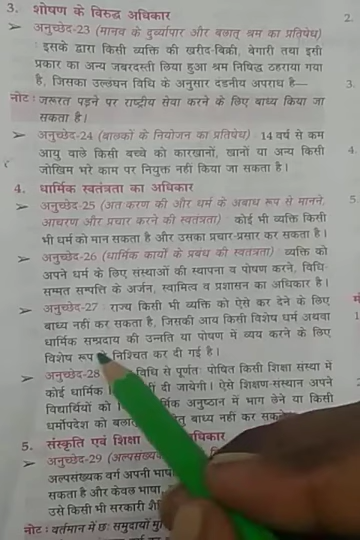 3. शोषण के विरुद्ध अधिकार
➤ अनुच्छेद-23 (मानव के दुर्व्यापार और बलात् श्रम का प्रतिषेध)
: इसके द्वारा किसी व्यक्ति की खरीद-बिक्री, बेगारी तथा इसी
प्रकार का अन्य जबरदस्ती लिया हुआ श्रम निषिद्ध ठहराया गया
है, जिसका उल्लंघन विधि के अनुसार दंडनीय अपराध है—
नोट : जरूरत पड़ने पर राष्ट्रीय सेवा करने के लिए बाध्य किया जा
सकता है।
➤ अनुच्छेद-24 (बालकों के नियोजन का प्रतिषेध) : 14 वर्ष से कम
आयु वाले किसी बच्चे को कारखानों, खानों या अन्य किसी
जोखिम भरे काम पर नियुक्त नहीं किया जा सकता है।
4. धार्मिक स्वतंत्रता का अधिकार
➤ अनुच्छेद-25 (अंतःकरण की और धर्म के अबाध रूप से मानने,
आचरण और प्रचार करने की स्वतंत्रता) : कोई भी व्यक्ति किसी
भी धर्म को मान सकता है और उसका प्रचार-प्रसार कर सकता है।
➤ अनुच्छेद-26 (धार्मिक कार्यों के प्रबंध की स्वतंत्रता) : व्यक्ति को
अपने धर्म के लिए संस्थाओं की स्थापना व पोषण करने, विधि-
सम्मत सम्पत्ति के अर्जन, स्वामित्व व प्रशासन का अधिकार है।
➤ अनुच्छेद-27 : राज्य किसी भी व्यक्ति को ऐसे कर देने के लिए
बाध्य नहीं कर सकता है, जिसकी आय किसी विशेष धर्म अथवा
धार्मिक सम्प्रदाय की उन्नति या पोषण में व्यय करने के लिए
विशेष रूप निश्चित कर दी गई है।
➤ अनुच्छेद-28 विधि से पूर्णतः पोषित किसी शिक्षा संस्था में
कोई धार्मिक दी जायेगी। ऐसे शिक्षण-संस्थान अपने
विद्यार्थियों को अनुष्ठान में भाग लेने या किसी
धर्मोपदेश को बाध्य नहीं कर
5. संस्कृति एवं शिक्षा अधिकार
➤ अनुच्छेद-29
अल्पसंख्यक वर्ग अपनी
सकता है और केवल भाषा
उसे किसी भी सरकारी
नोट : वर्तमान में छः समुदायों
2.
3.
4.
5.